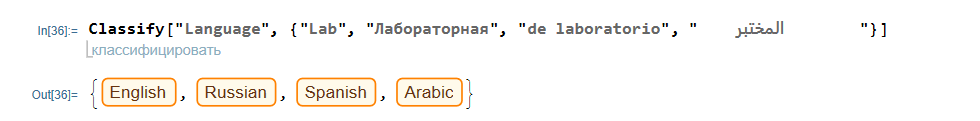 In[36]:= Classify["Language", {"Lab", "Лабораторная", "de laboratorio", " المختبر "}]
классифицировать
Out[36]= {English, Russian, Spanish, Arabic}